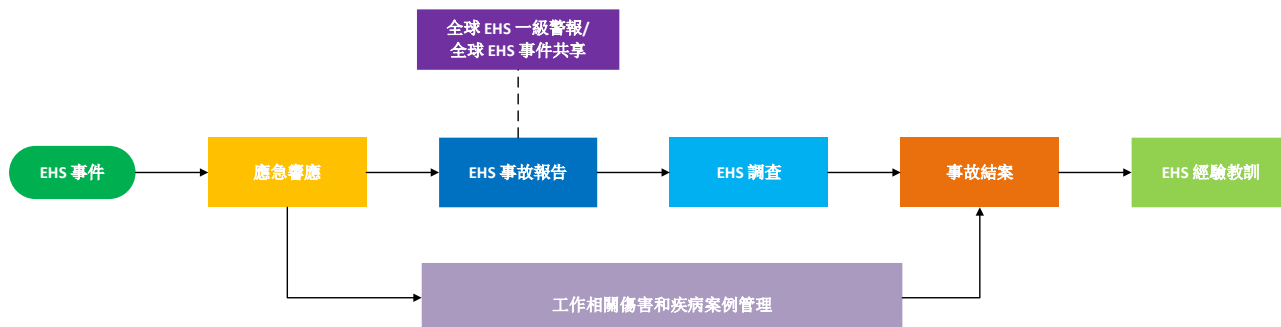 全球 EHS 一級警報/
全球 EHS 事件共享
EHS 事件
應急響應
EHS 事故報告
EHS 調查
事故結案
EHS 經驗教訓
工作相關傷害和疾病案例管理